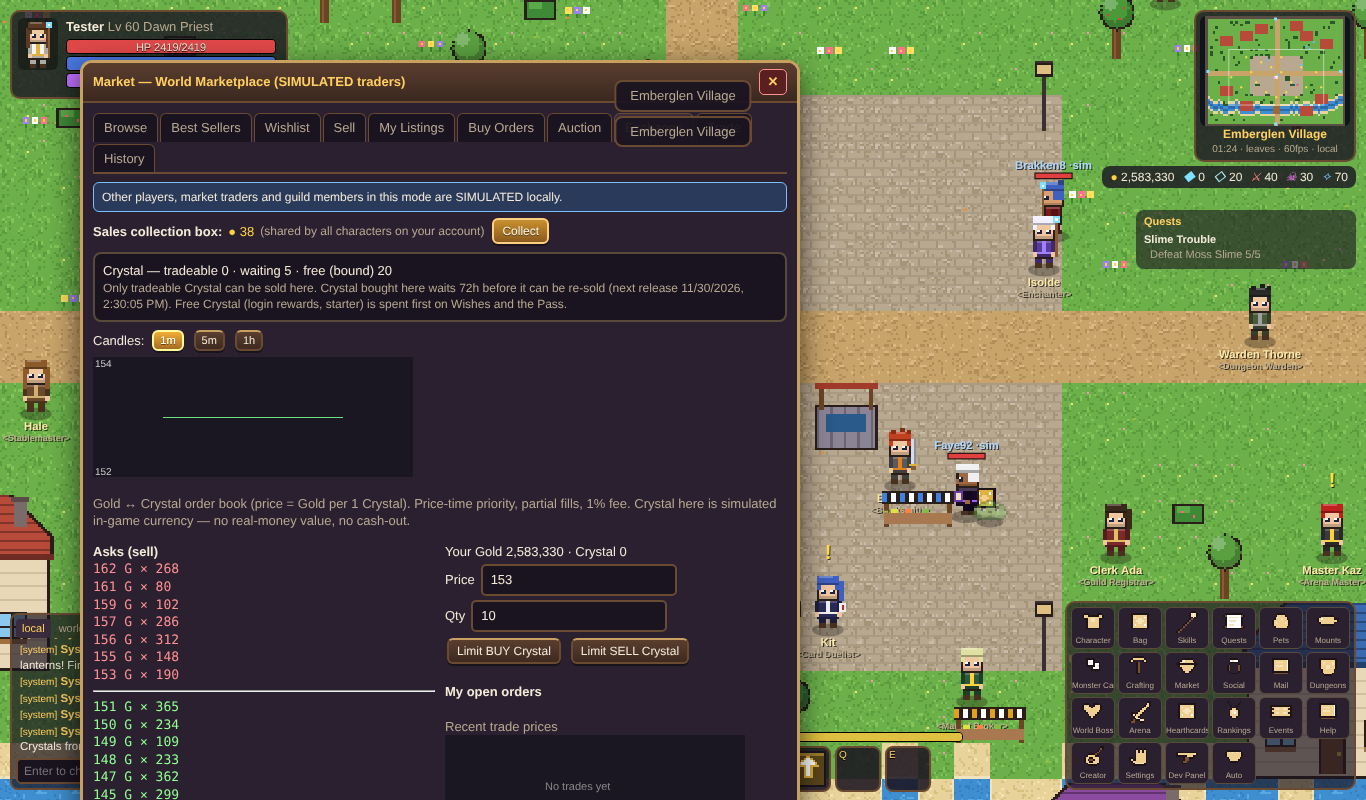 Tester Lv 60 Dawn Priest
HP 2419/2419
Market — World Marketplace (SIMULATED traders)
×
Emberglen Village
Emberglen Village
Browse
Best Sellers
Wishlist
Sell
My Listings
Buy Orders
Auction
History
Other players, market traders and guild members in this mode are SIMULATED locally.
Sales collection box: 38 (shared by all characters on your account)
Collect
Crystal — tradeable 0 · waiting 5 · free (bound) 20
Only tradeable Crystal can be sold here. Crystal bought here waits 72h before it can be re-sold (next release 11/30/2026,
2:30:05 PM). Free Crystal (login rewards, starter) is spent first on Wishes and the Pass.
Candles:
1m
5m
1h
154
152
Gold ↔ Crystal order book (price = Gold per 1 Crystal). Price-time priority, partial fills, 1% fee. Crystal here is simulated
in-game currency — no real-money value, no cash-out.
Asks (sell)
162 G × 268
161 G × 80
159 G × 102
157 G × 286
156 G × 312
155 G × 148
153 G × 190
151 G × 365
150 G × 234
149 G × 109
148 G × 233
147 G × 362
145 G × 299
Your Gold 2,583,330 · Crystal 0
Price 153
Qty 10
Limit BUY Crystal
Limit SELL Crystal
My open orders
Recent trade prices
No trades yet
Emberglen Village
01:24 · leaves · 60fps · local
2,583,330 0 20 40 30 70
Quests
Slime Trouble
Defeat Moss Slime 5/5
Brakken8 ·sim
Isolde
<Enchanter>
Warden Thorne
<Dungeon Warden>
Hale
<Stablemaster>
Faye92 ·sim
!
Kit
<Card Duelist>
Clerk Ada
<Guild Registrar>
!
Master Kaz
<Arena Master>
local
[system]
lanterns!
[system]
[system]
[system]
[system]
Crystals
Enter to
Q
E
Character
Bag
Skills
Quests
Pets
Mounts
Monster Ca
Crafting
Market
Social
Mail
Dungeons
World Boss
Arena
Hearthcards
Rankings
Events
Help
Creator
Settings
Dev Panel
Auto